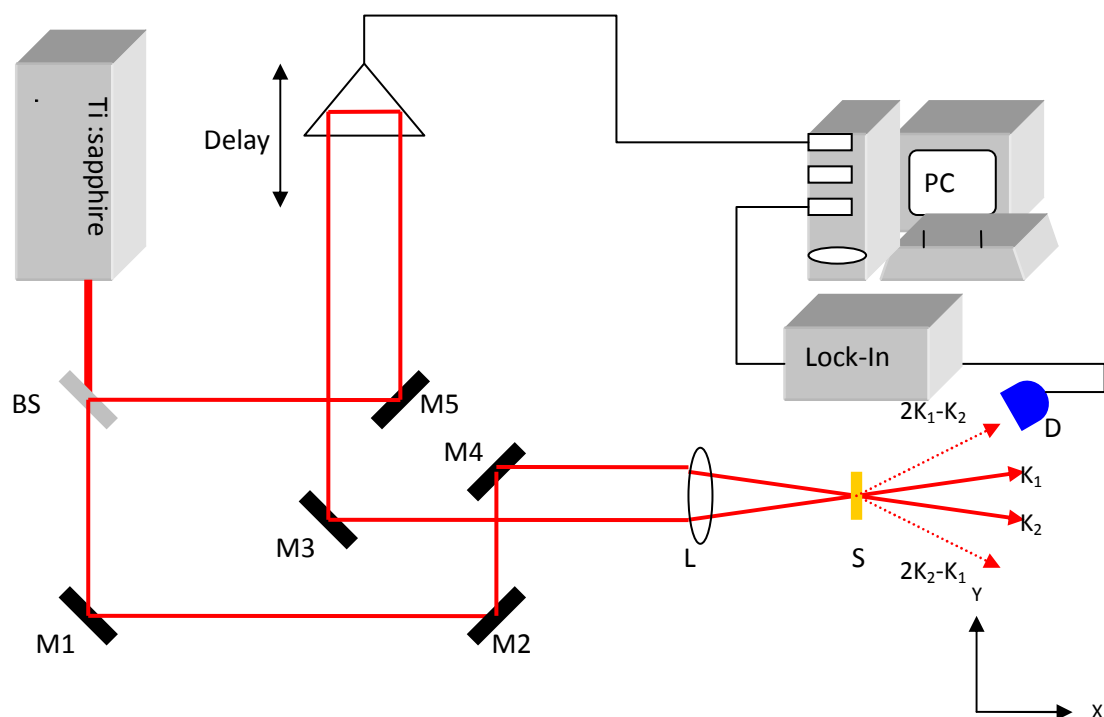 Ti :sapphire
.
Delay
PC
Lock-In
BS
M5
D
2K₁-K₂
M4
K₁
K₂
M3
L
S
2K₂-K₁
Y
M1
M2
X